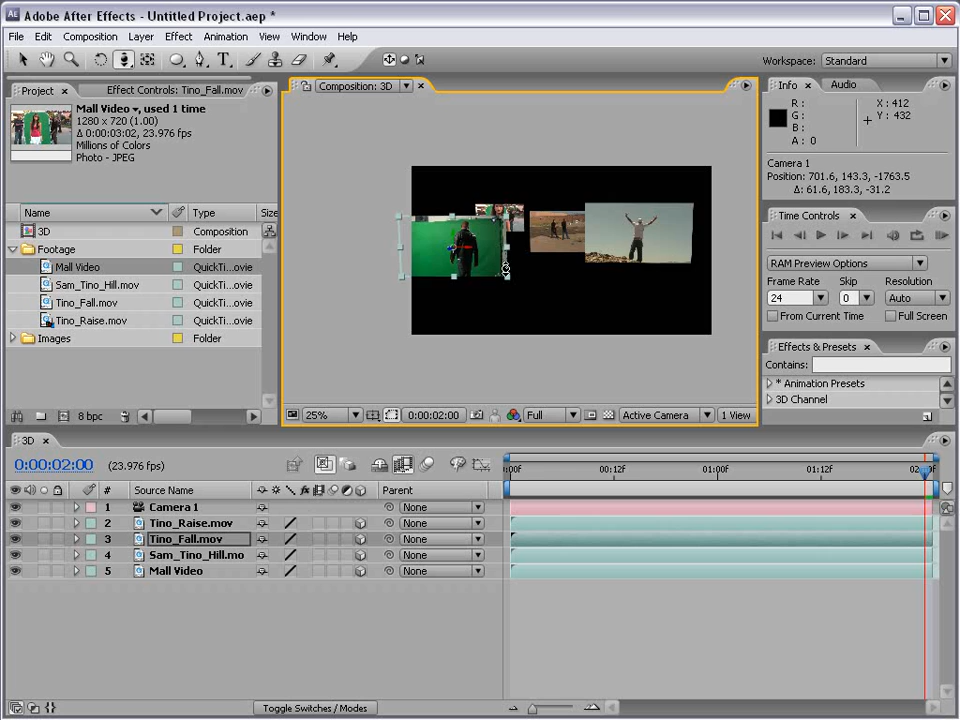 Adobe After Effects - Untitled Project.aep *
File Edit Composition Layer Effect Animation View Window Help
Workspace: Standard
Project Effect Controls: Tino_Fall.mov
Mall Video, used 1 time
1280 x 720 (1.00)
Δ 0:00:03:02, 23.976 fps
Millions of Colors
Photo - JPEG
Name Type Size
3D Composition
Footage Folder
Mall Video QuickTi...ovie
Sam_Tino_Hill.mo QuickTi...ovie
Tino_Fall.mov QuickTi...ovie
Tino_Raise.mov QuickTi...ovie
Images Folder
8 bpc
Composition: 3D
25% 0:00:02:00 Full Active Camera 1 View
Info Audio
R : X : 412
G : Y : 432
B :
A : 0
Camera 1
Position: 701.6, 143.3, -1763.5
Δ: 61.6, 183.3, -31.2
Time Controls
RAM Preview Options
Frame Rate Skip Resolution
24 0 Auto
From Current Time Full Screen
Effects & Presets
Contains:
* Animation Presets
3D Channel
3D
0:00:02:00 (23.976 fps)
00:12f 01:00f 01:12f
# Source Name Parent
1 Camera 1 None
2 Tino_Raise.mov None
3 Tino_Fall.mov None
4 Sam_Tino_Hill.mo None
5 Mall Video None
Toggle Switches / Modes